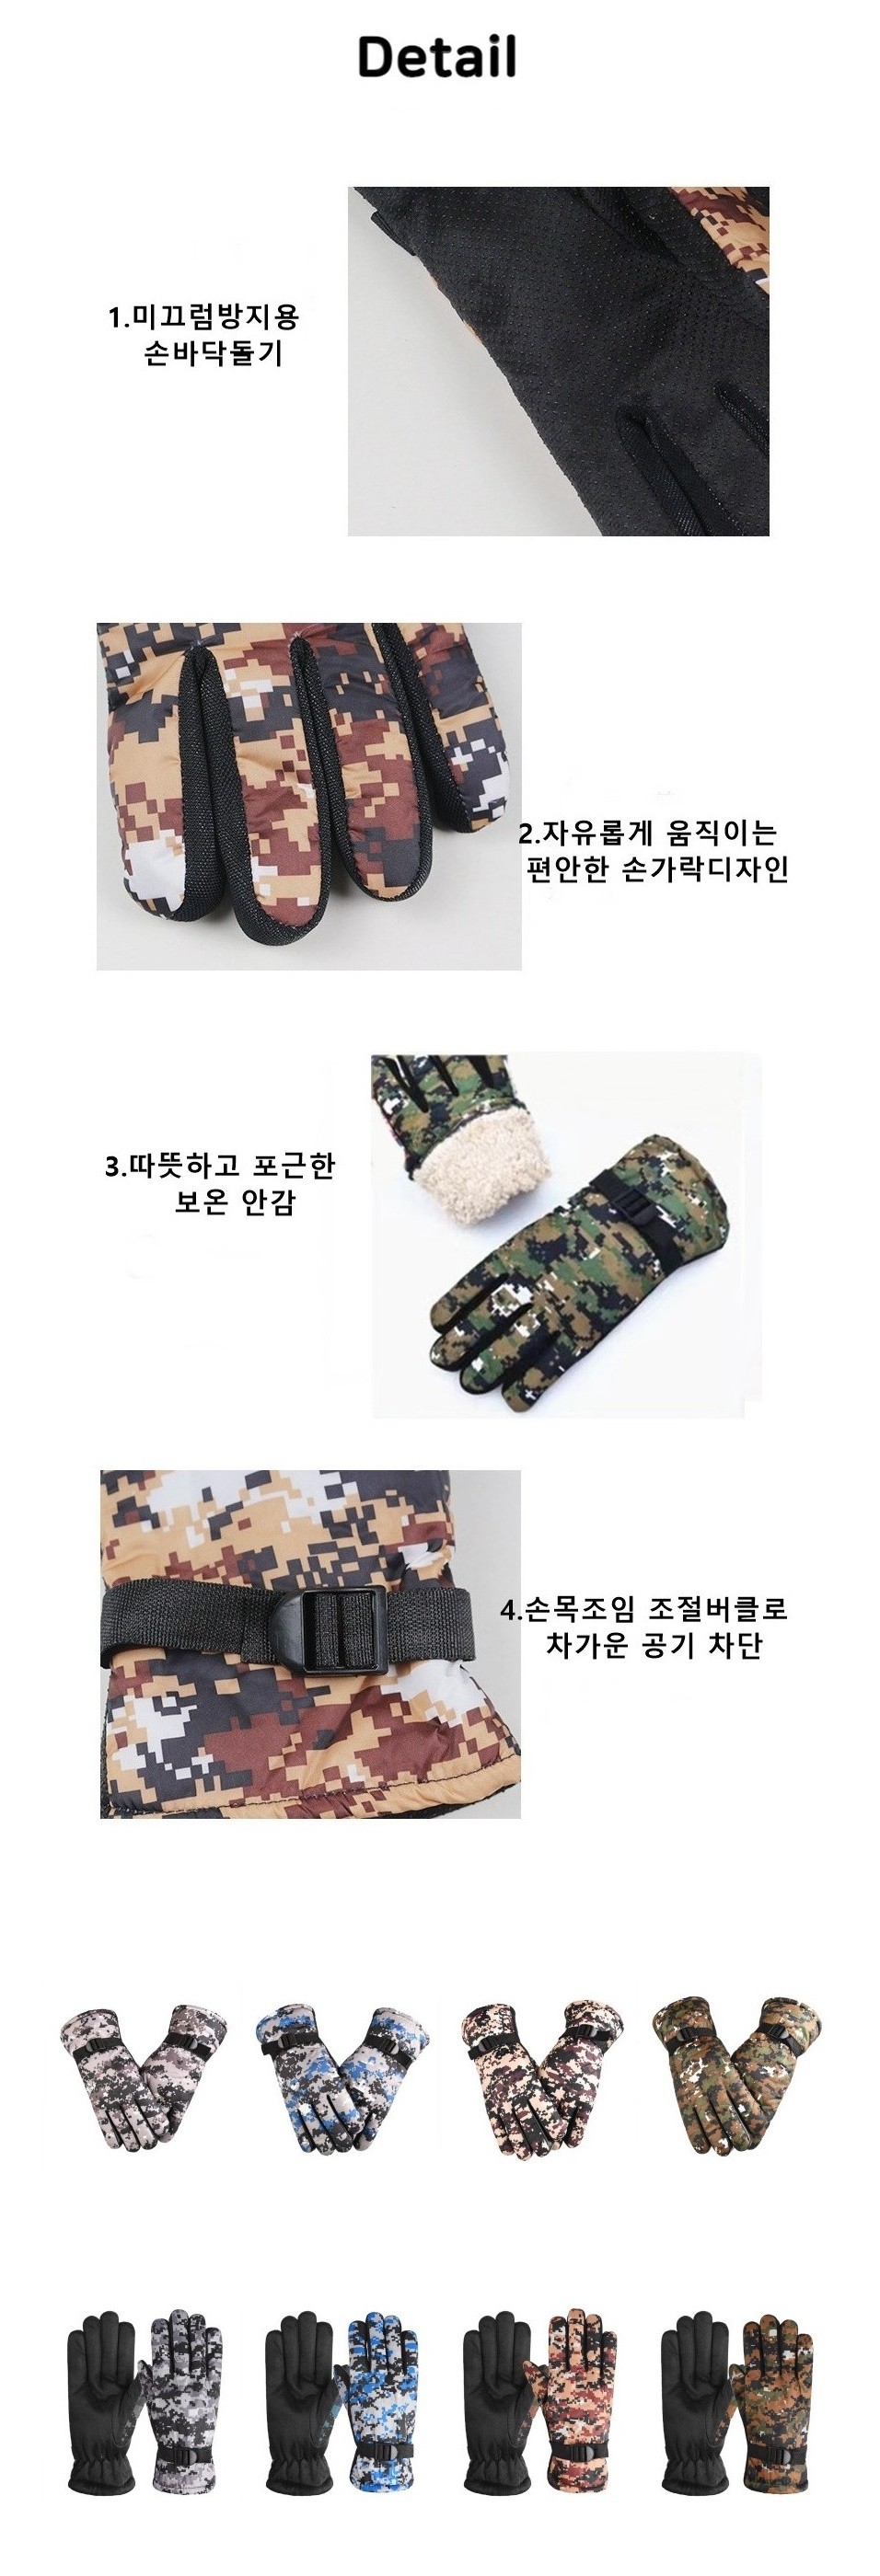 Detail
1.미끄럼방지용
손바닥돌기
2.자유롭게 움직이는
편안한 손가락디자인
3.따뜻하고 포근한
보온 안감
4.손목조임 조절버클로
차가운 공기 차단